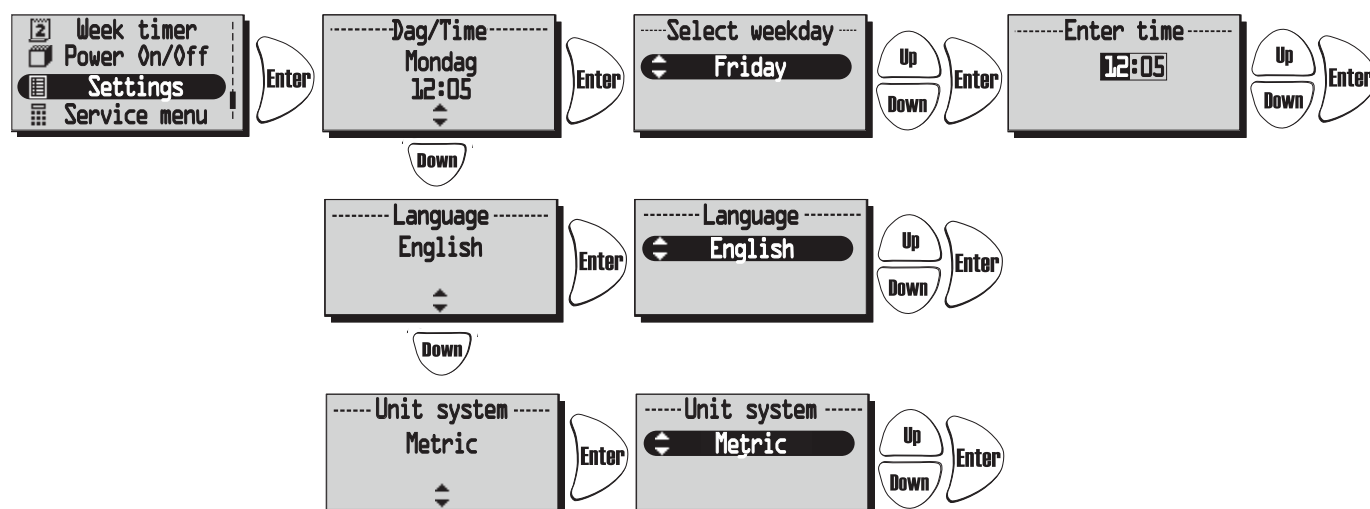 2 Week timer
Power On/Off
Settings
Service menu
Enter
Dag/Time
Mondag
12:05
Enter
Select weekday
Friday
Up
Down
Enter
Enter time
12:05
Up
Down
Enter
Down
Language
English
Enter
Language
English
Up
Down
Enter
Down
Unit system
Metric
Enter
Unit system
Metric
Up
Down
Enter